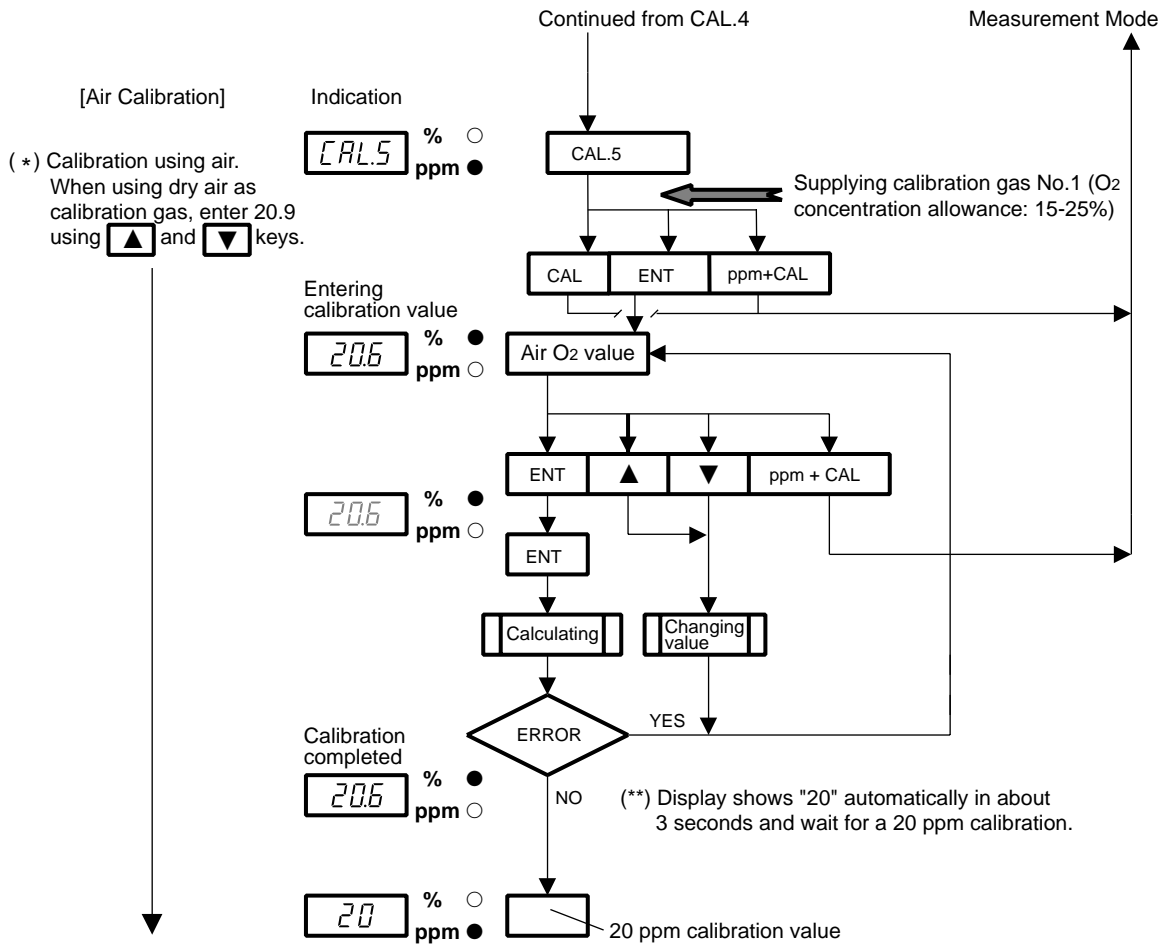 Continued from CAL.4
Measurement Mode
[Air Calibration]
Indication
CAL.5
%
ppm
CAL.5
(*) Calibration using air.
When using dry air as
calibration gas, enter 20.9
using ▲ and ▼ keys.
Supplying calibration gas No.1 (O2
concentration allowance: 15-25%)
CAL
ENT
ppm+CAL
Entering
calibration value
20.6
%
ppm
Air O2 value
ENT
▲
▼
ppm + CAL
20.6
%
ppm
ENT
Calculating
Changing
value
ERROR
YES
NO
Calibration
completed
20.6
%
ppm
(**) Display shows "20" automatically in about
3 seconds and wait for a 20 ppm calibration.
20
%
ppm
20 ppm calibration value